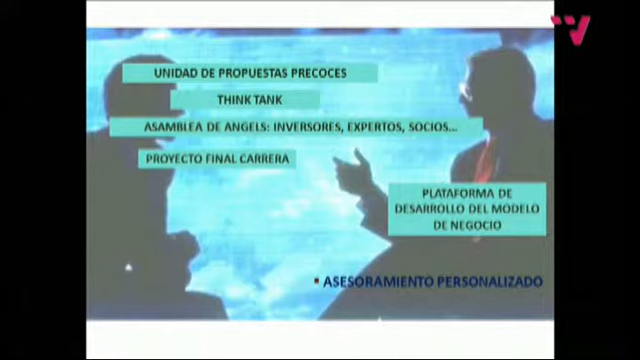 UNIDAD DE PROPUESTAS PRECOCES
THINK TANK
ASAMBLEA DE ANGELS: INVERSORES, EXPERTOS, SOCIOS...
PROYECTO FINAL CARRERA
PLATAFORMA DE
DESARROLLO DEL MODELO
DE NEGOCIO
▪ ASESORAMIENTO PERSONALIZADO